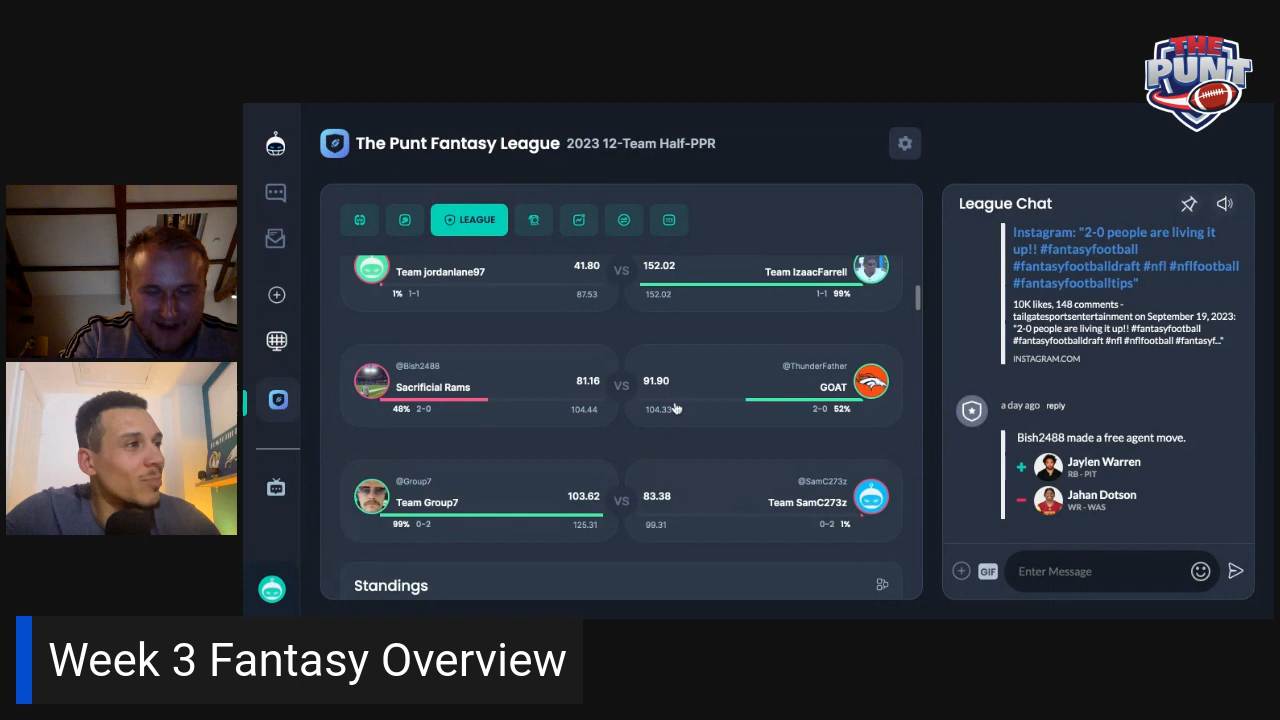 THE
PUNT
The Punt Fantasy League 2023 12-Team Half-PPR
LEAGUE
Team jordanlane97 41.80 VS 152.02 Team IzaacFarrell
1% 1-1 87.53 152.02 1-1 99%
@Bish2488 @ThunderFather
Sacrificial Rams 81.16 VS 91.90 GOAT
48% 2-0 104.44 104.33 2-0 52%
@Group7 @SamC273z
Team Group7 103.62 VS 83.38 Team SamC273z
99% 0-2 125.31 99.31 0-2 1%
Standings
League Chat
Instagram: "2-0 people are living it
up!! #fantasyfootball
#fantasyfootballdraft #nfl #nflfootball
#fantasyfootballtips"
10K likes, 148 comments -
tailgatesportsentertainment on September 19, 2023:
"2-0 people are living it up!! #fantasyfootball
#fantasyfootballdraft #nfl #nflfootball #fantasyf..."
INSTAGRAM.COM
a day ago reply
Bish2488 made a free agent move.
+ Jaylen Warren
RB - PIT
- Jahan Dotson
WR - WAS
GIF Enter Message
Week 3 Fantasy Overview